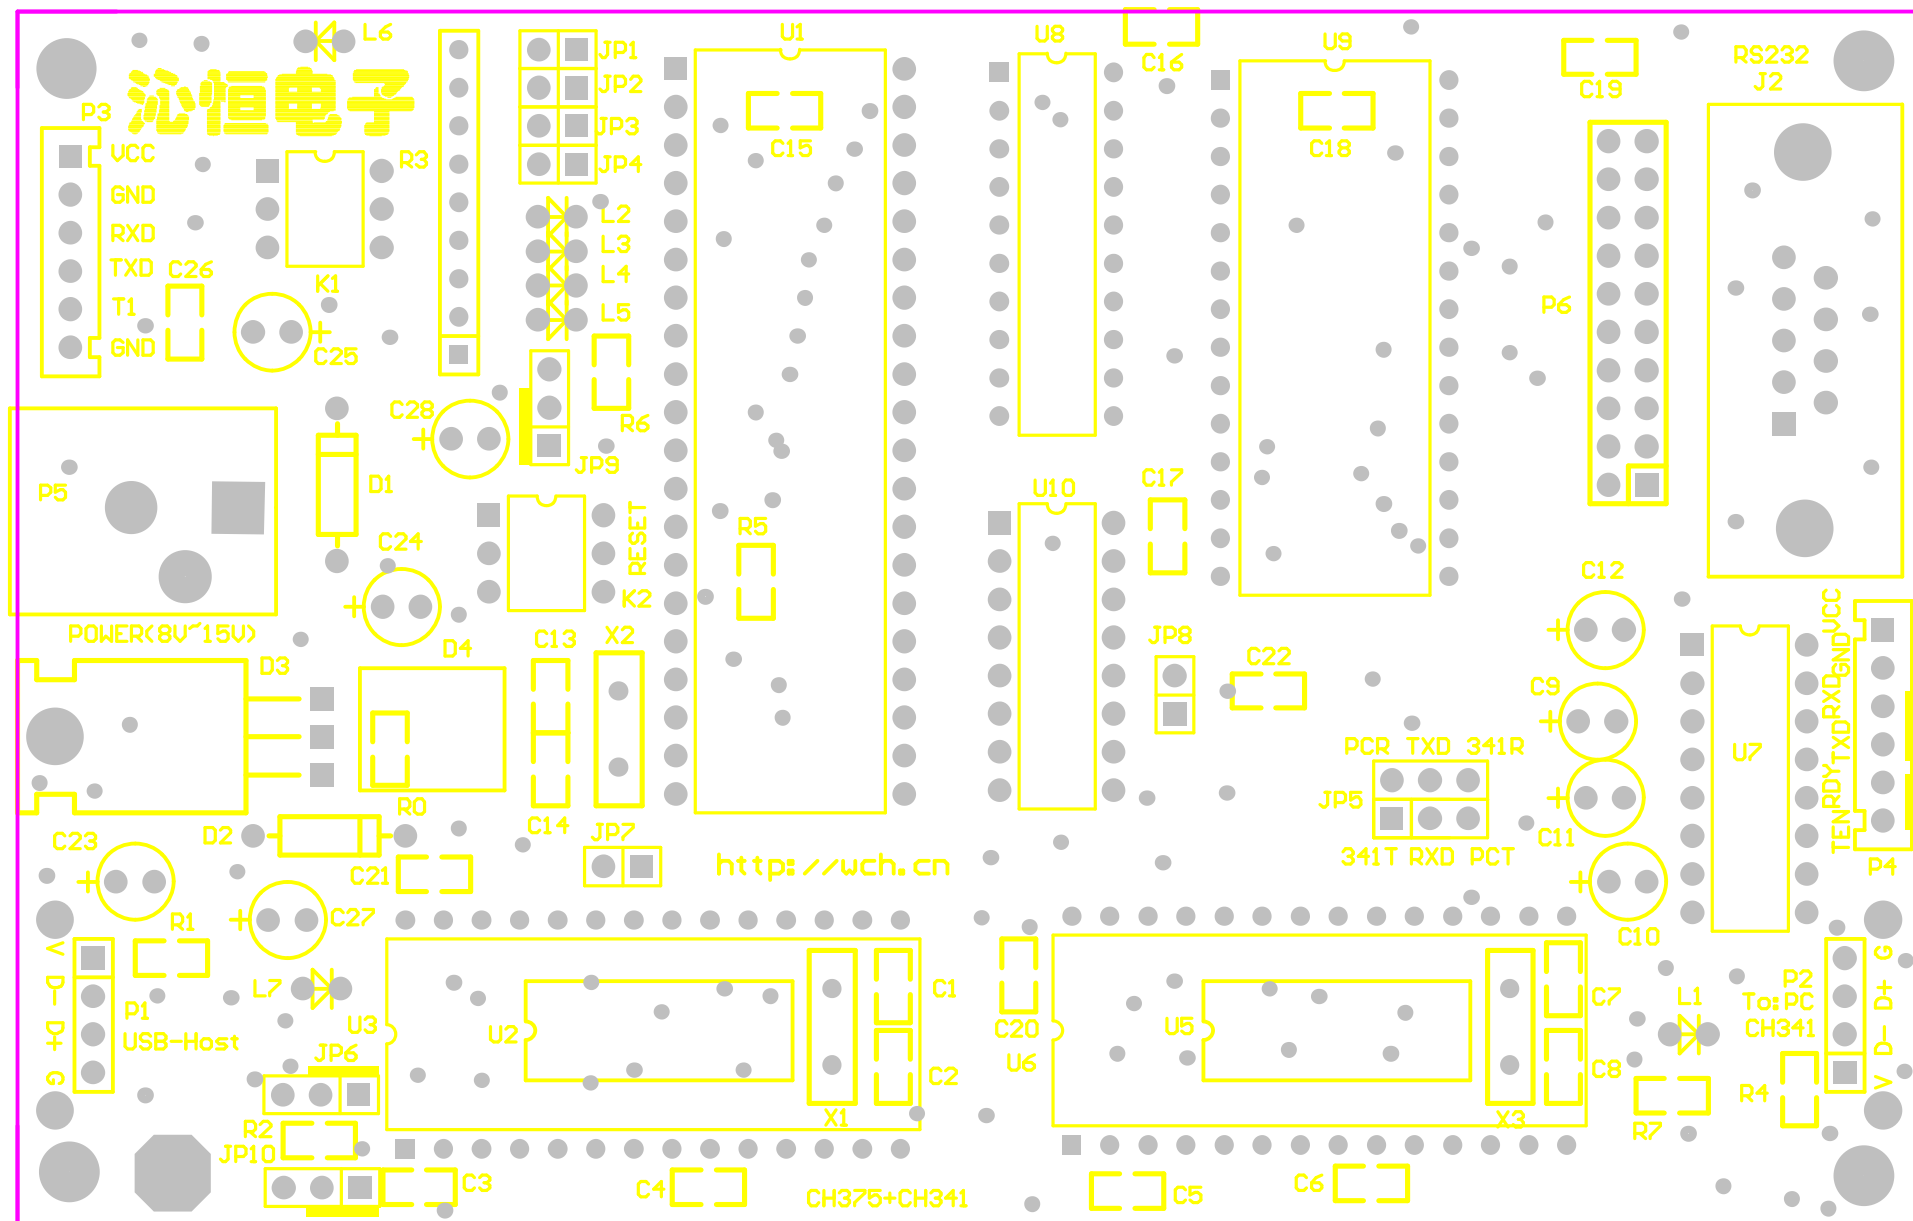 L6
U1
U8
C16
U9
C19
RS232
J2
沁恒电子
JP1
JP2
JP3
JP4
P3
VCC
GND
RXD
TXD
T1
GND
R3
K1
C26
C25
L2
L3
L4
L5
C15
C18
P6
R6
JP9
C28
P5
D1
C24
RESET
K2
R5
U10
C17
C12
POWER(8V~15V)
D3
D4
C13
X2
JP8
C22
C9
VCC
GND
RXD
TXD
RDY
TEN
U7
P4
PCR TXD 341R
JP5
341T RXD PCT
C11
C10
R0
C14
JP7
D2
C23
C21
http://wch.cn
R1
C27
V
D-
D+
G
P1
USB-Host
L7
U3
U2
JP6
R2
JP10
X1
C1
C2
C3
C4
CH375+CH341
C20
U6
U5
X3
C7
C8
C5
C6
L1
R7
R4
P2
To:PC
CH341
G
D+
D-
V